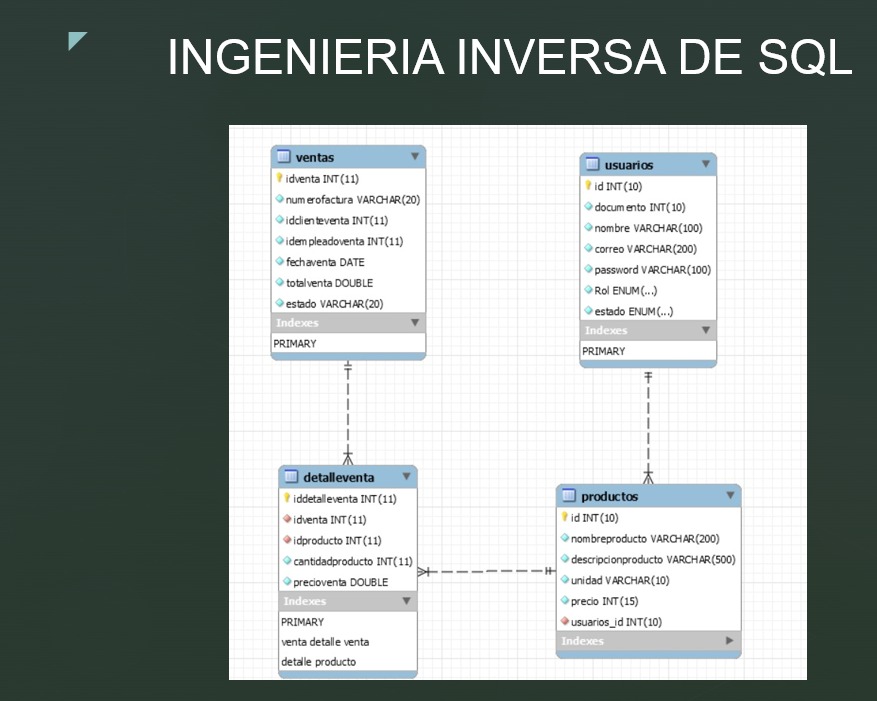 INGENIERIA INVERSA DE SQL
ventas
idventa INT(11)
numerofactura VARCHAR(20)
idclienteventa INT(11)
idempleadoventa INT(11)
fechaventa DATE
totalventa DOUBLE
estado VARCHAR(20)
Indexes
PRIMARY
usuarios
id INT(10)
documento INT(10)
nombre VARCHAR(100)
correo VARCHAR(200)
password VARCHAR(100)
Rol ENUM(...)
estado ENUM(...)
Indexes
PRIMARY
detalleventa
iddetalleventa INT(11)
idventa INT(11)
idproducto INT(11)
cantidadproducto INT(11)
precioventa DOUBLE
Indexes
PRIMARY
venta detalle venta
detalle producto
productos
id INT(10)
nombreproducto VARCHAR(200)
descripcionproducto VARCHAR(500)
unidad VARCHAR(10)
precio INT(15)
usuarios_id INT(10)
Indexes